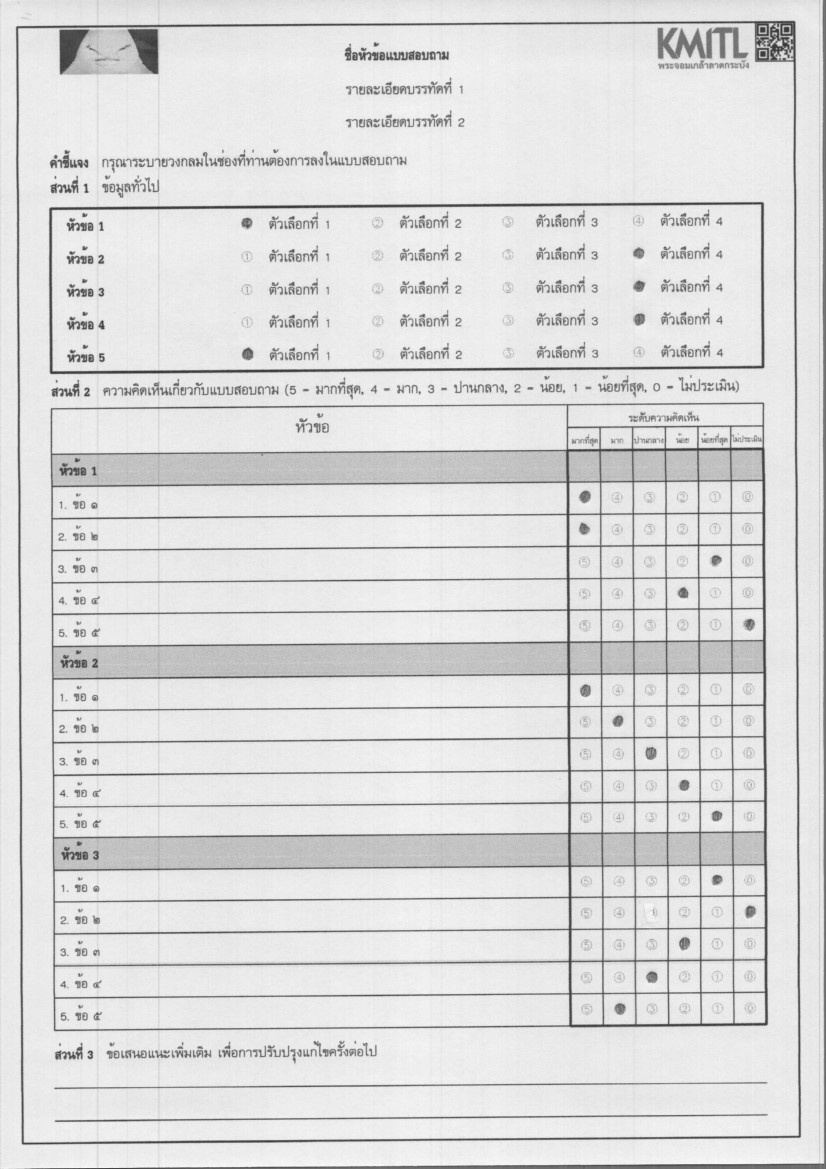 KMITL
พระจอมเกล้าลาดกระบัง
ชื่อหัวข้อแบบสอบถาม
รายละเอียดบรรทัดที่ 1
รายละเอียดบรรทัดที่ 2
คำชี้แจง กรุณาระบายวงกลมในช่องที่ท่านต้องการลงในแบบสอบถาม
ส่วนที่ 1 ข้อมูลทั่วไป
หัวข้อ 1 ตัวเลือกที่ 1 ② ตัวเลือกที่ 2 ③ ตัวเลือกที่ 3 ④ ตัวเลือกที่ 4
หัวข้อ 2 ① ตัวเลือกที่ 1 ② ตัวเลือกที่ 2 ③ ตัวเลือกที่ 3 ตัวเลือกที่ 4
หัวข้อ 3 ① ตัวเลือกที่ 1 ② ตัวเลือกที่ 2 ③ ตัวเลือกที่ 3 ตัวเลือกที่ 4
หัวข้อ 4 ① ตัวเลือกที่ 1 ② ตัวเลือกที่ 2 ③ ตัวเลือกที่ 3 ตัวเลือกที่ 4
หัวข้อ 5 ตัวเลือกที่ 1 ② ตัวเลือกที่ 2 ③ ตัวเลือกที่ 3 ④ ตัวเลือกที่ 4
ส่วนที่ 2 ความคิดเห็นเกี่ยวกับแบบสอบถาม (5 - มากที่สุด, 4 - มาก, 3 - ปานกลาง, 2 - น้อย, 1 - น้อยที่สุด, 0 - ไม่ประเมิน)
หัวข้อ ระดับความคิดเห็น
มากที่สุด มาก ปานกลาง น้อย น้อยที่สุด ไม่ประเมิน
หัวข้อ 1
1. ข้อ ๑ ④ ③ ② ① ⓪
2. ข้อ ๒ ④ ③ ② ① ⓪
3. ข้อ ๓ ⑤ ④ ③ ② ⓪
4. ข้อ ๔ ⑤ ④ ③ ① ⓪
5. ข้อ ๕ ⑤ ④ ③ ② ①
หัวข้อ 2
1. ข้อ ๑ ④ ③ ② ① ⓪
2. ข้อ ๒ ⑤ ③ ② ① ⓪
3. ข้อ ๓ ⑤ ④ ② ① ⓪
4. ข้อ ๔ ⑤ ④ ③ ① ⓪
5. ข้อ ๕ ⑤ ④ ③ ② ⓪
หัวข้อ 3
1. ข้อ ๑ ⑤ ④ ③ ② ⓪
2. ข้อ ๒ ⑤ ④ ② ①
3. ข้อ ๓ ⑤ ④ ③ ① ⓪
4. ข้อ ๔ ⑤ ④ ② ① ⓪
5. ข้อ ๕ ⑤ ③ ② ① ⓪
ส่วนที่ 3 ข้อเสนอแนะเพิ่มเติม เพื่อการปรับปรุงแก้ไขครั้งต่อไป